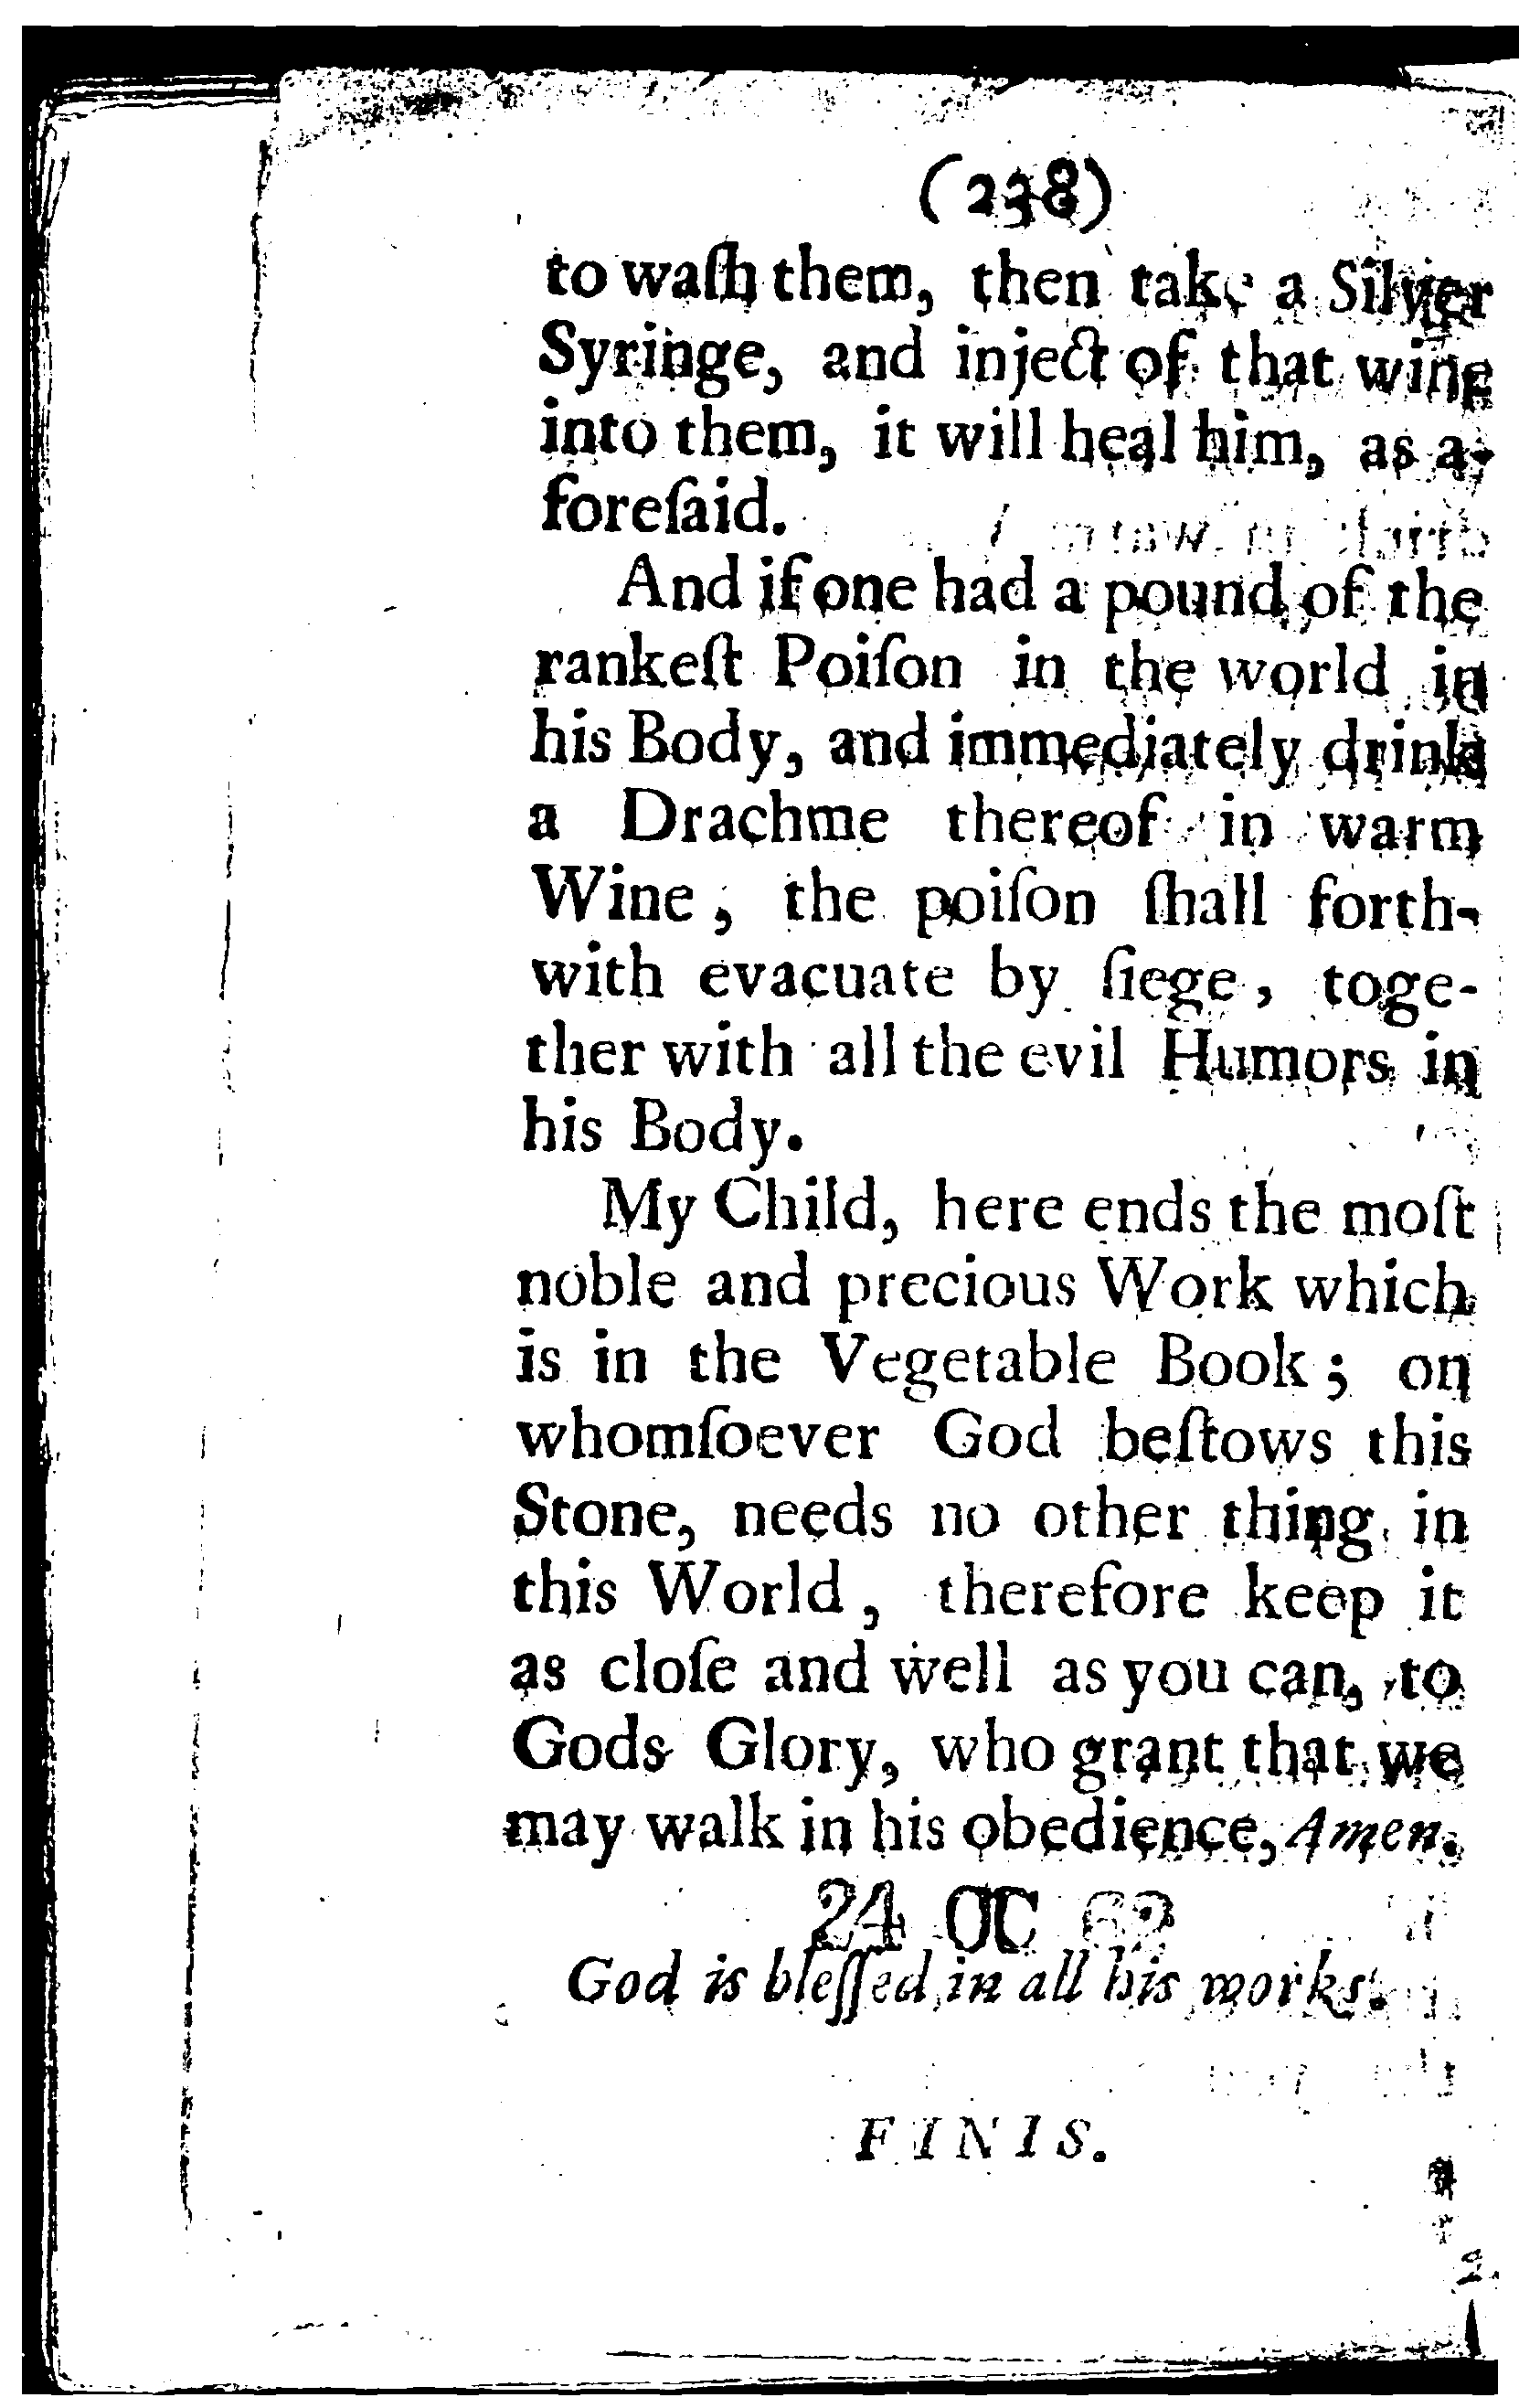 (238)
to waſh them, then take a Silver
Syringe, and inject of that wine
into them, it will heal him, as a-
foreſaid.
And if one had a pound of the
rankeſt Poiſon in the world in
his Body, and immediately drink
a Drachme thereof in warm
Wine, the poiſon ſhall forth-
with evacuate by ſiege, toge-
ther with all the evil Humors in
his Body.
My Child, here ends the moſt
noble and precious Work which
is in the Vegetable Book; on
whomſoever God beſtows this
Stone, needs no other thing in
this World, therefore keep it
as cloſe and well as you can, to
Gods Glory, who grant that we
may walk in his obedience, Amen.
24 OC 62
God is bleſſed in all his works.
FINIS.